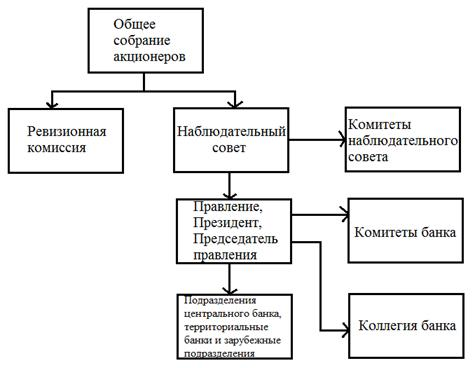 Общее
собрание
акционеров
Ревизионная
комиссия
Наблюдательный
совет
Комитеты
наблюдательного
совета
Правление,
Президент,
Председатель
правления
Комитеты банка
Подразделения
центрального банка,
территориальные
банки и зарубежные
подразделения
Коллегия банка